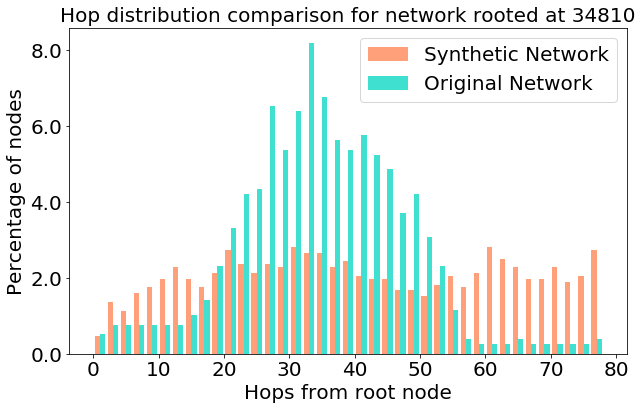 Hop distribution comparison for network rooted at 34810
Synthetic Network
Original Network
Percentage of nodes
8.0
6.0
4.0
2.0
0.0
0 10 20 30 40 50 60 70 80
Hops from root node